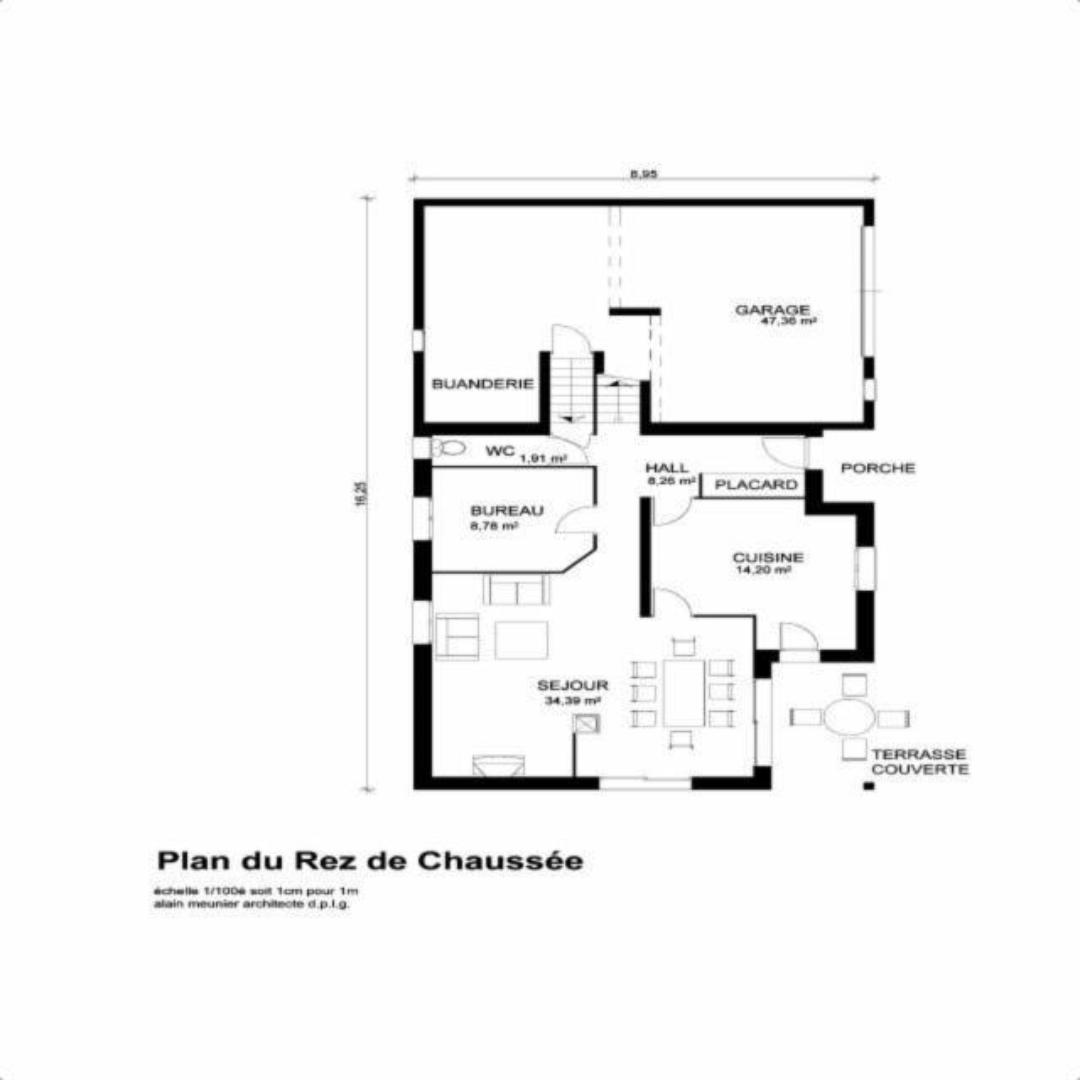 8,95
GARAGE
47,36 m²
BUANDERIE
WC
1,91 m²
HALL
8,26 m²
PLACARD
PORCHE
16,25
BUREAU
8,78 m²
CUISINE
14,20 m²
SEJOUR
34,39 m²
TERRASSE
COUVERTE
Plan du Rez de Chaussée
échelle 1/100è soit 1cm pour 1m
alain meunier architecte d.p.l.g.